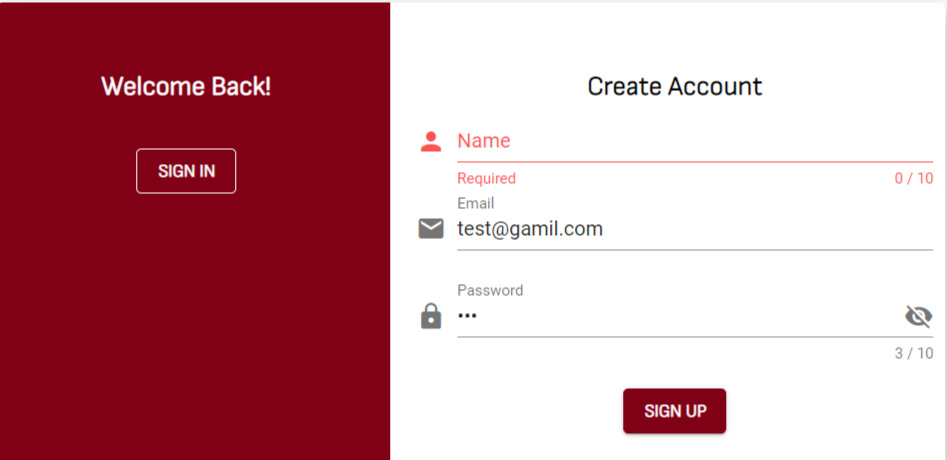 Welcome Back!
SIGN IN
Create Account
Name
Required 0 / 10
Email
test@gamil.com
Password
•••
3 / 10
SIGN UP